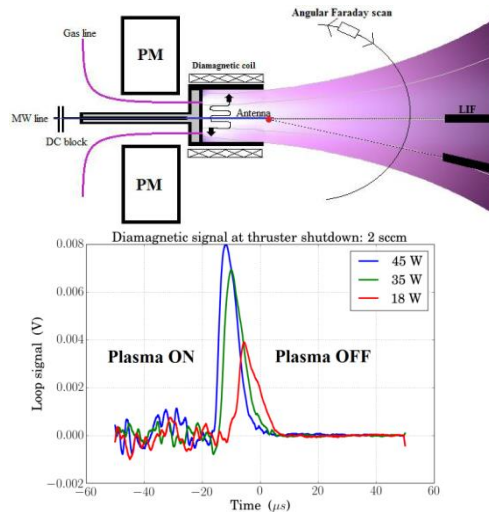 Angular Faraday scan
Gas line
PM
Diamagnetic coil
Antenna
LIF
MW line
DC block
PM
Diamagnetic signal at thruster shutdown: 2 sccm
0.008
0.006
0.004
0.002
0.000
−0.002
Loop signal (V)
45 W
35 W
18 W
Plasma ON
Plasma OFF
−60
−40
−20
0
20
40
60
Time (μs)